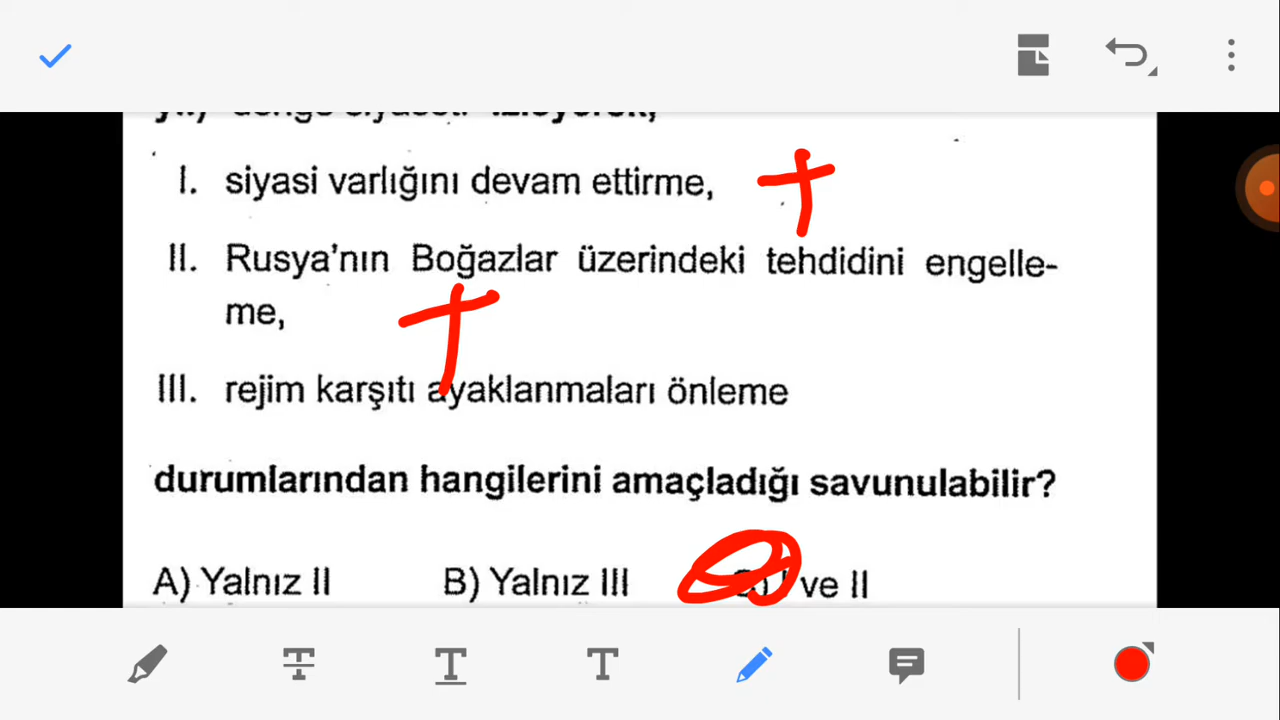 I. siyasi varlığını devam ettirme,
II. Rusya'nın Boğazlar üzerindeki tehdidini engelle-
me,
III. rejim karşıtı ayaklanmaları önleme
durumlarından hangilerini amaçladığı savunulabilir?
A) Yalnız II B) Yalnız III C) I ve II